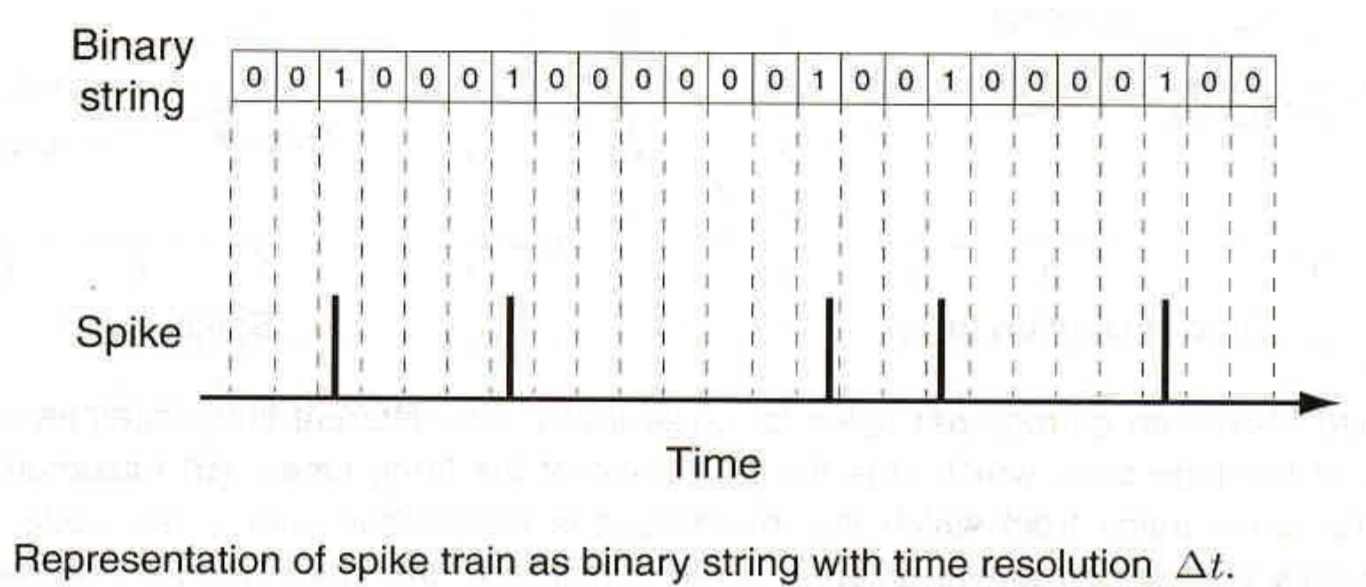 Binary
string
0 0 1 0 0 0 1 0 0 0 0 0 0 1 0 0 1 0 0 0 0 1 0 0
Spike
Time
Representation of spike train as binary string with time resolution Δt.